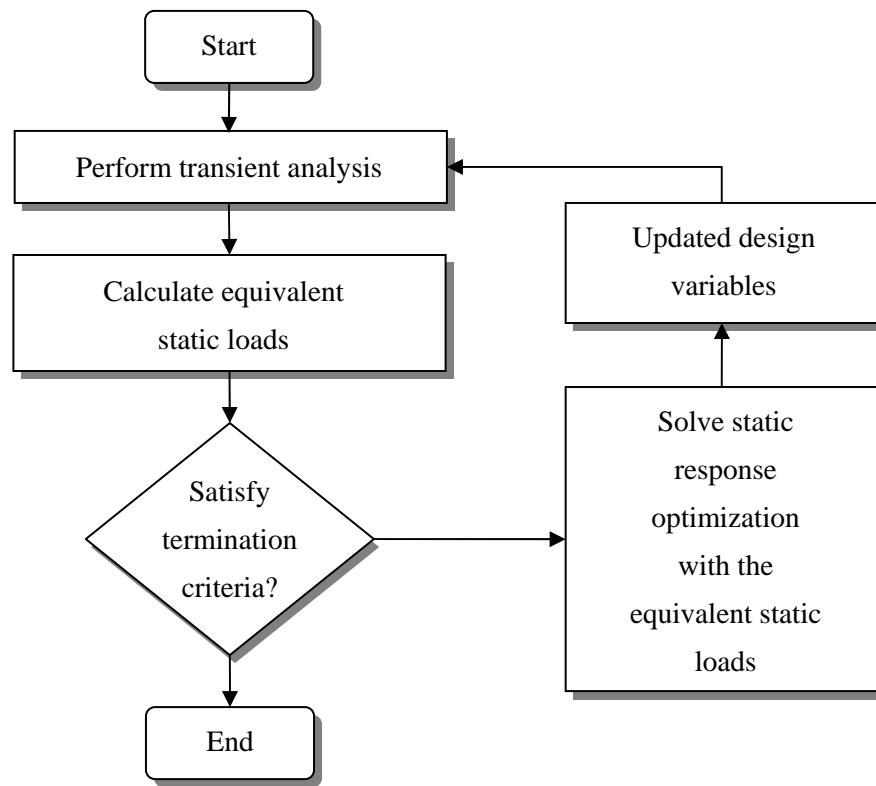 Start
Perform transient analysis
Calculate equivalent
static loads
Satisfy
termination
criteria?
End
Updated design
variables
Solve static
response
optimization
with the
equivalent static
loads